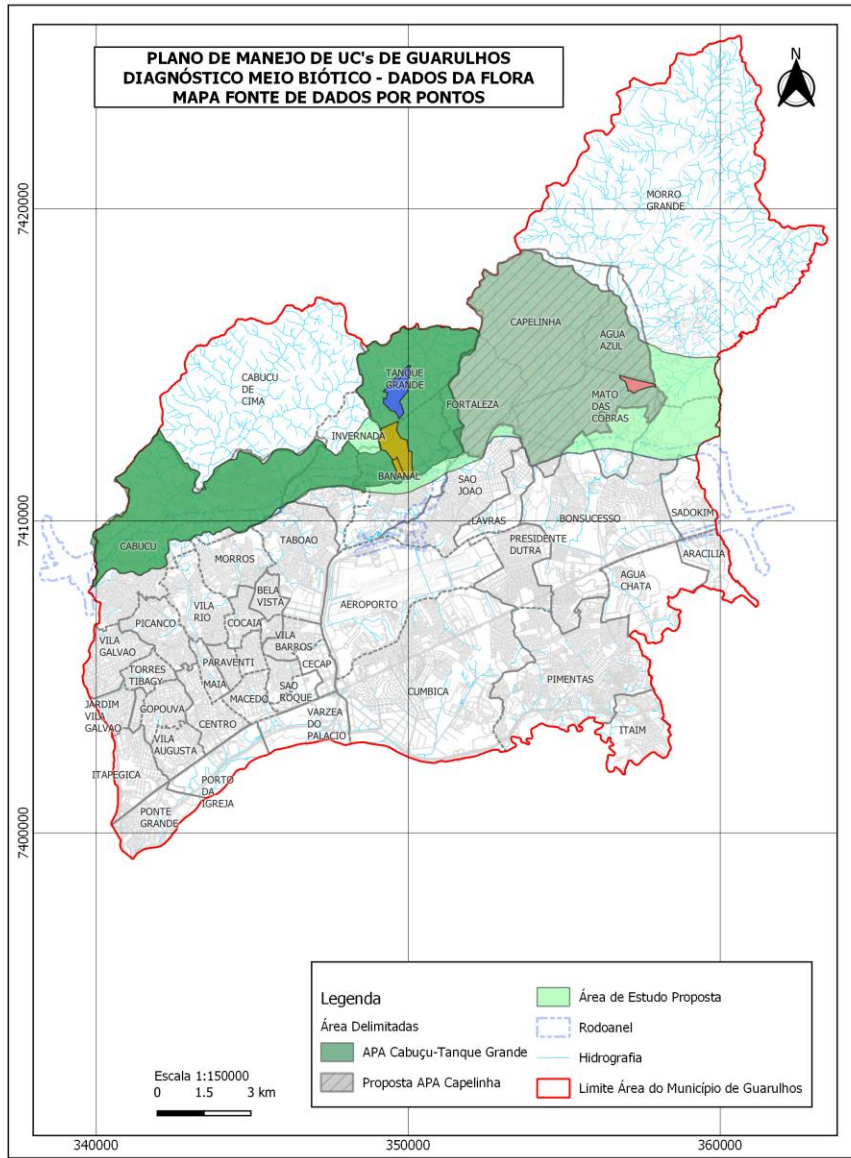 PLANO DE MANEJO DE UC's DE GUARULHOS
DIAGNÓSTICO MEIO BIÓTICO - DADOS DA FLORA
MAPA FONTE DE DADOS POR PONTOS
N
7420000
7410000
7400000
MORRO
GRANDE
CAPELINHA
AGUA
AZUL
MATO
DAS
COBRAS
CABUCU
DE
CIMA
TANQUE
GRANDE
FORTALEZA
INVERNADA
BANANAL
CABUCU
SAO
JOAO
LAVRAS
BONSUCESSO
SADOKIM
ARACILIA
PRESIDENTE
DUTRA
AGUA
CHATA
TABOAO
MORROS
BELA
VISTA
AEROPORTO
VILA
RIO
PICANCO
COCAIA
VILA
GALVAO
VILA
BARROS
PARAVENTI
CECAP
TORRES
TIBAGY
MAIA
SAO
ROQUE
MACEDO
CUMBICA
PIMENTAS
JARDIM
VILA
GALVAO
GOPOUVA
CENTRO
VARZEA
DO
PALACIO
ITAIM
VILA
AUGUSTA
ITAPEGICA
PORTO
DA
IGREJA
PONTE
GRANDE
Legenda
Área Delimitadas
APA Cabuçu-Tanque Grande
Proposta APA Capelinha
Área de Estudo Proposta
Rodoanel
Hidrografia
Limite Área do Município de Guarulhos
Escala 1:150000
0 1.5 3 km
340000 350000 360000